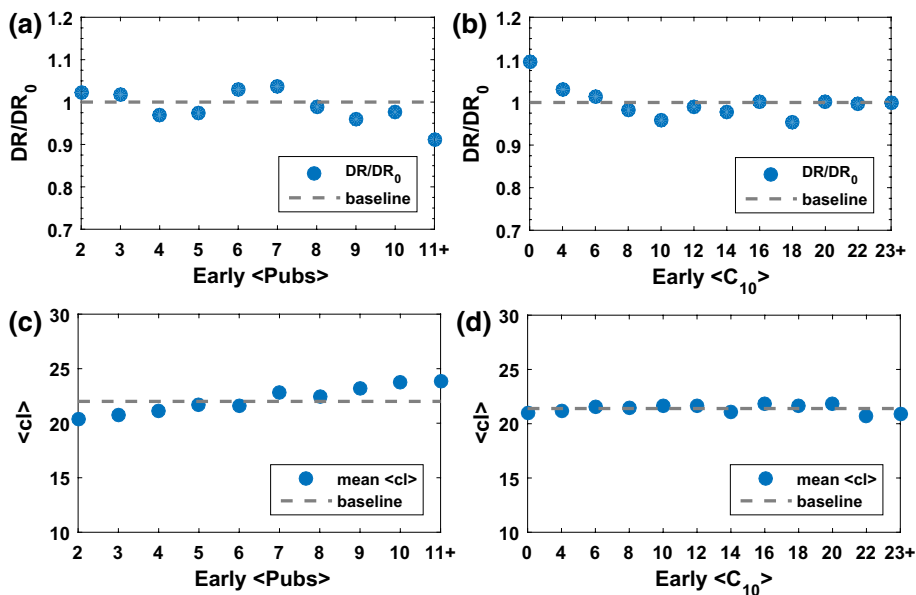 (a)
1.2
1.1
1
0.9
0.8
0.7
DR/DR0
DR/DR0
baseline
2 3 4 5 6 7 8 9 10 11+
Early <Pubs>
(b)
1.2
1.1
1
0.9
0.8
0.7
DR/DR0
DR/DR0
baseline
0 4 6 8 10 12 14 16 18 20 22 23+
Early <C10>
(c)
30
25
20
15
10
<cl>
mean <cl>
baseline
2 3 4 5 6 7 8 9 10 11+
Early <Pubs>
(d)
30
25
20
15
10
<cl>
mean <cl>
baseline
0 4 6 8 10 12 14 16 18 20 22 23+
Early <C10>